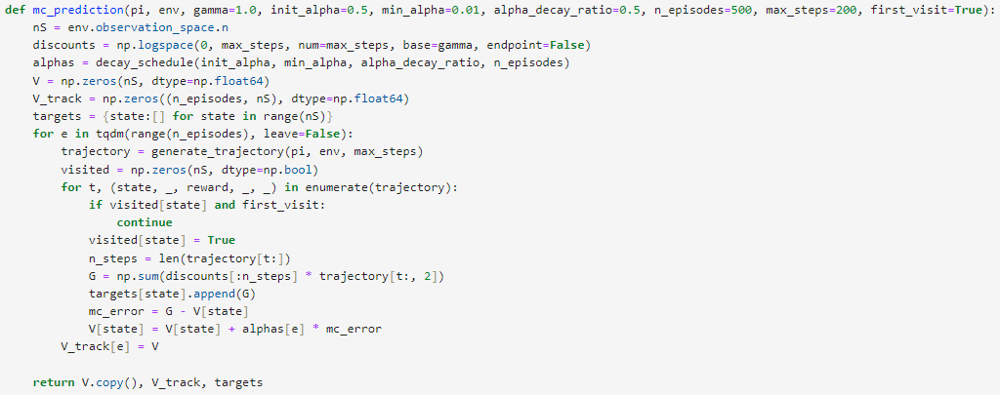 def mc_prediction(pi, env, gamma=1.0, init_alpha=0.5, min_alpha=0.01, alpha_decay_ratio=0.5, n_episodes=500, max_steps=200, first_visit=True):
    nS = env.observation_space.n
    discounts = np.logspace(0, max_steps, num=max_steps, base=gamma, endpoint=False)
    alphas = decay_schedule(init_alpha, min_alpha, alpha_decay_ratio, n_episodes)
    V = np.zeros(nS, dtype=np.float64)
    V_track = np.zeros((n_episodes, nS), dtype=np.float64)
    targets = {state:[] for state in range(nS)}
    for e in tqdm(range(n_episodes), leave=False):
        trajectory = generate_trajectory(pi, env, max_steps)
        visited = np.zeros(nS, dtype=np.bool)
        for t, (state, _, reward, _, _) in enumerate(trajectory):
            if visited[state] and first_visit:
                continue
            visited[state] = True
            n_steps = len(trajectory[t:])
            G = np.sum(discounts[:n_steps] * trajectory[t:, 2])
            targets[state].append(G)
            mc_error = G - V[state]
            V[state] = V[state] + alphas[e] * mc_error
        V_track[e] = V
    return V.copy(), V_track, targets